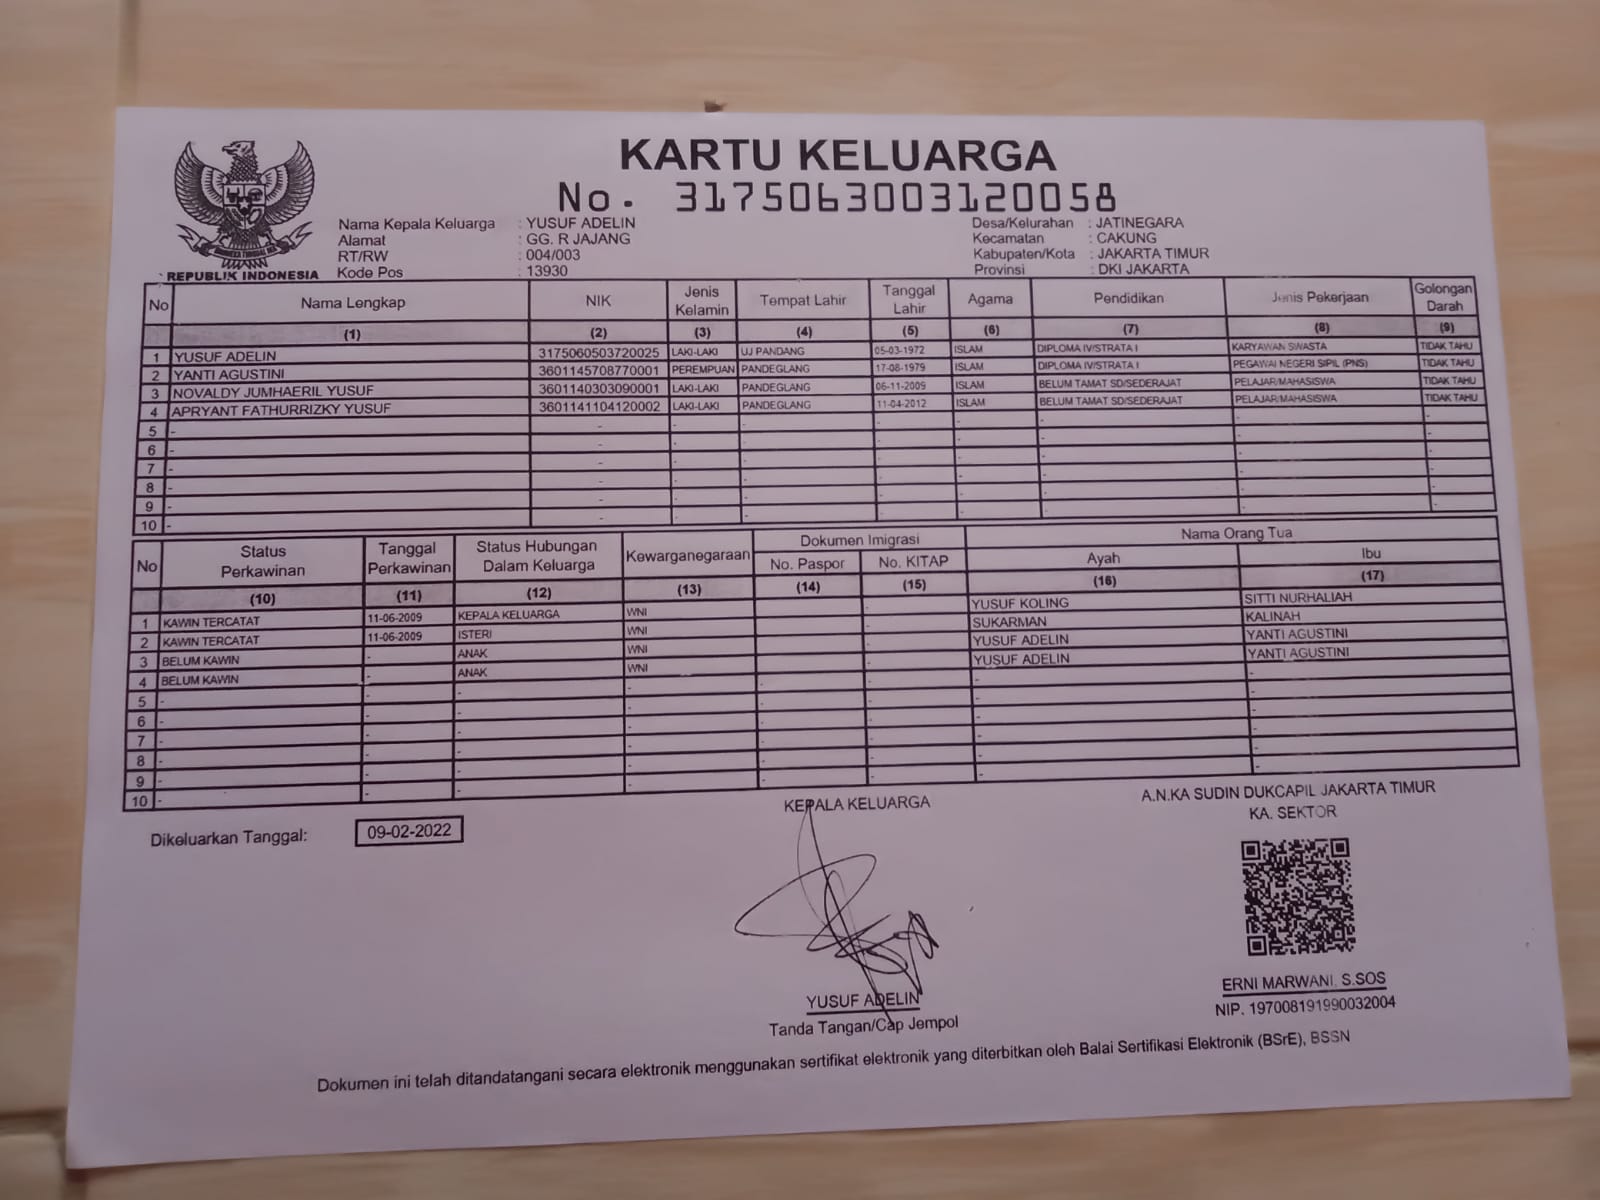 KARTU KELUARGA
No. 3175063003120058
Nama Kepala Keluarga : YUSUF ADELIN
Alamat : GG. R JAJANG
RT/RW : 004/003
Kode Pos : 13930
Desa/Kelurahan : JATINEGARA
Kecamatan : CAKUNG
Kabupaten/Kota : JAKARTA TIMUR
Provinsi : DKI JAKARTA
REPUBLIK INDONESIA
No Nama Lengkap NIK Jenis Kelamin Tempat Lahir Tanggal Lahir Agama Pendidikan Jenis Pekerjaan Golongan Darah
(1) (2) (3) (4) (5) (6) (7) (8) (9)
1 YUSUF ADELIN 3175060503720025 LAKI-LAKI UJ PANDANG 05-03-1972 ISLAM DIPLOMA IV/STRATA I KARYAWAN SWASTA TIDAK TAHU
2 YANTI AGUSTINI 3601145708770001 PEREMPUAN PANDEGLANG 17-08-1979 ISLAM DIPLOMA IV/STRATA I PEGAWAI NEGERI SIPIL (PNS) TIDAK TAHU
3 NOVALDY JUMHAERIL YUSUF 3601140303090001 LAKI-LAKI PANDEGLANG 06-11-2009 ISLAM BELUM TAMAT SD/SEDERAJAT PELAJAR/MAHASISWA TIDAK TAHU
4 APRYANT FATHURRIZKY YUSUF 3601141104120002 LAKI-LAKI PANDEGLANG 11-04-2012 ISLAM BELUM TAMAT SD/SEDERAJAT PELAJAR/MAHASISWA TIDAK TAHU
5 - - - - - - - - -
6 - - - - - - - - -
7 - - - - - - - - -
8 - - - - - - - - -
9 - - - - - - - - -
10 - - - - - - - - -
No Status Perkawinan Tanggal Perkawinan Status Hubungan Dalam Keluarga Kewarganegaraan Dokumen Imigrasi Nama Orang Tua
No. Paspor No. KITAP Ayah Ibu
(10) (11) (12) (13) (14) (15) (16) (17)
1 KAWIN TERCATAT 11-06-2009 KEPALA KELUARGA WNI - YUSUF KOLING SITTI NURHALIAH
2 KAWIN TERCATAT 11-06-2009 ISTERI WNI SUKARMAN KALINAH
3 BELUM KAWIN - ANAK WNI YUSUF ADELIN YANTI AGUSTINI
4 BELUM KAWIN - ANAK WNI YUSUF ADELIN YANTI AGUSTINI
5 - - - - - - - -
6 - - - - - - - -
7 - - - - - - - -
8 - - - - - - - -
9 - - - - - - - -
10 - - - - - - - -
Dikeluarkan Tanggal: 09-02-2022
KEPALA KELUARGA
YUSUF ADELIN
Tanda Tangan/Cap Jempol
A.N.KA SUDIN DUKCAPIL JAKARTA TIMUR
KA. SEKTOR
ERNI MARWANI, S.SOS
NIP. 197008191990032004
Dokumen ini telah ditandatangani secara elektronik menggunakan sertifikat elektronik yang diterbitkan oleh Balai Sertifikasi Elektronik (BSrE), BSSN